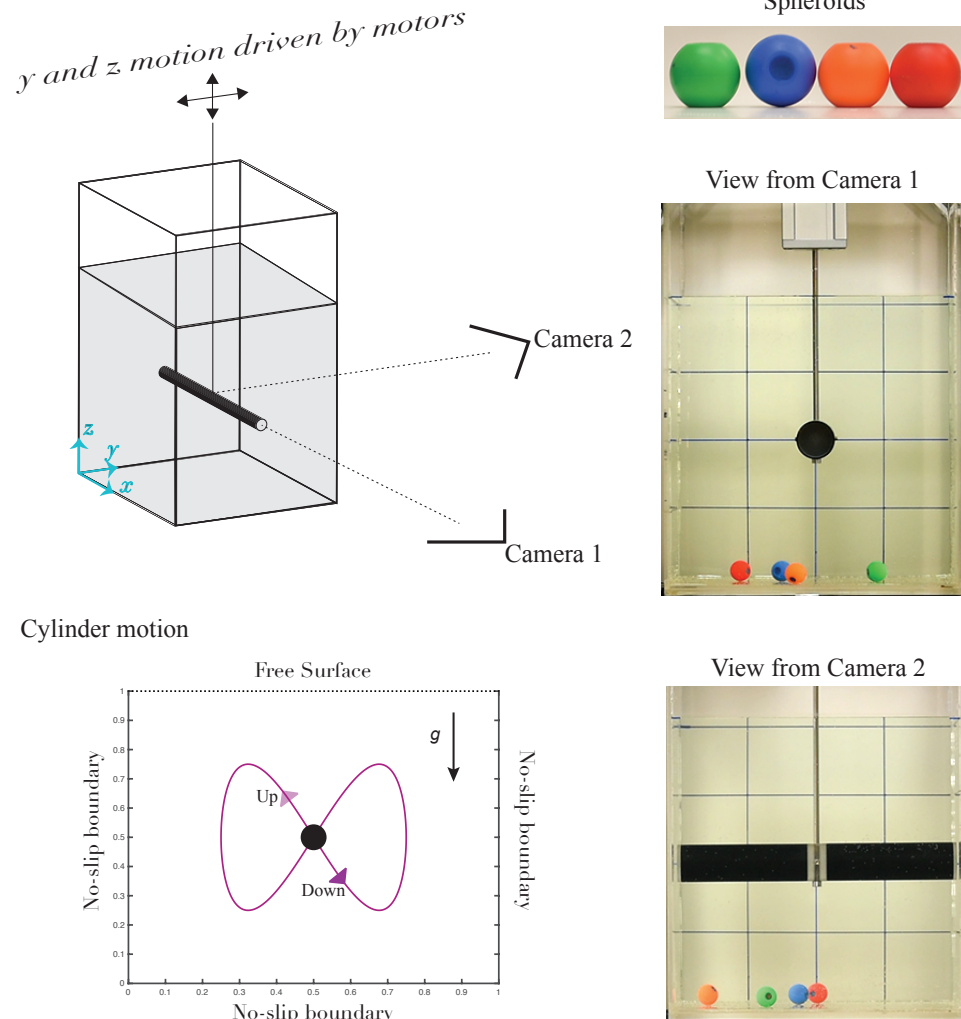 Spheroids
y and z motion driven by motors
View from Camera 1
Camera 2
z
y
x
Camera 1
Cylinder motion
View from Camera 2
Free Surface
1
0.9
0.8
0.7
0.6
0.5
0.4
0.3
0.2
0.1
0
g
Up
Down
No-slip boundary
No-slip boundary
0 0.1 0.2 0.3 0.4 0.5 0.6 0.7 0.8 0.9 1
No-slip boundary